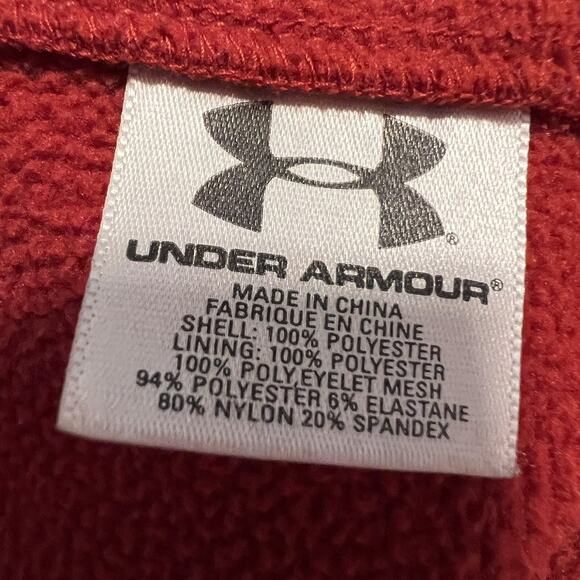 UNDER ARMOUR®
MADE IN CHINA
FABRIQUE EN CHINE
SHELL: 100% POLYESTER
LINING: 100% POLYESTER
100% POLY,EYELET MESH
94% POLYESTER 6% ELASTANE
80% NYLON 20% SPANDEX